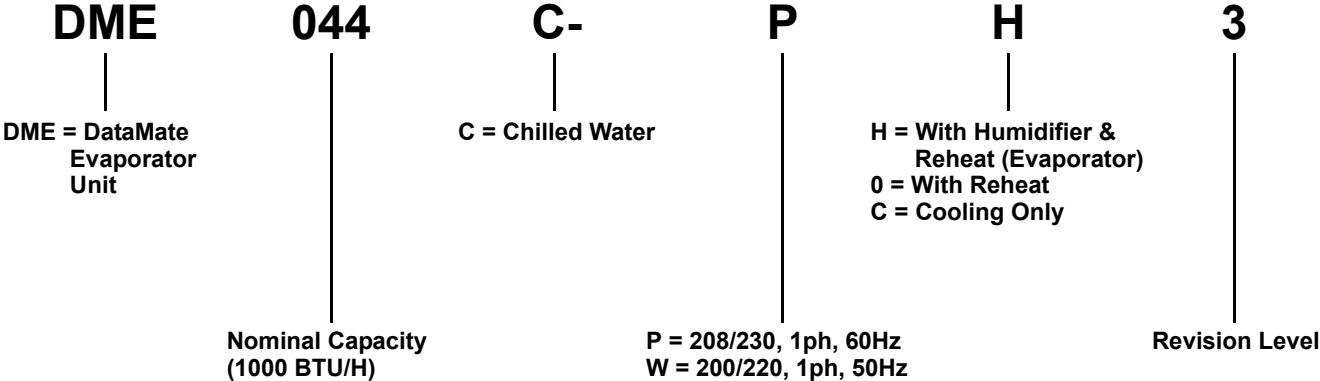 DME 044 C- P H 3
DME = DataMate
Evaporator
Unit
C = Chilled Water
H = With Humidifier &
Reheat (Evaporator)
0 = With Reheat
C = Cooling Only
Nominal Capacity
(1000 BTU/H)
P = 208/230, 1ph, 60Hz
W = 200/220, 1ph, 50Hz
Revision Level